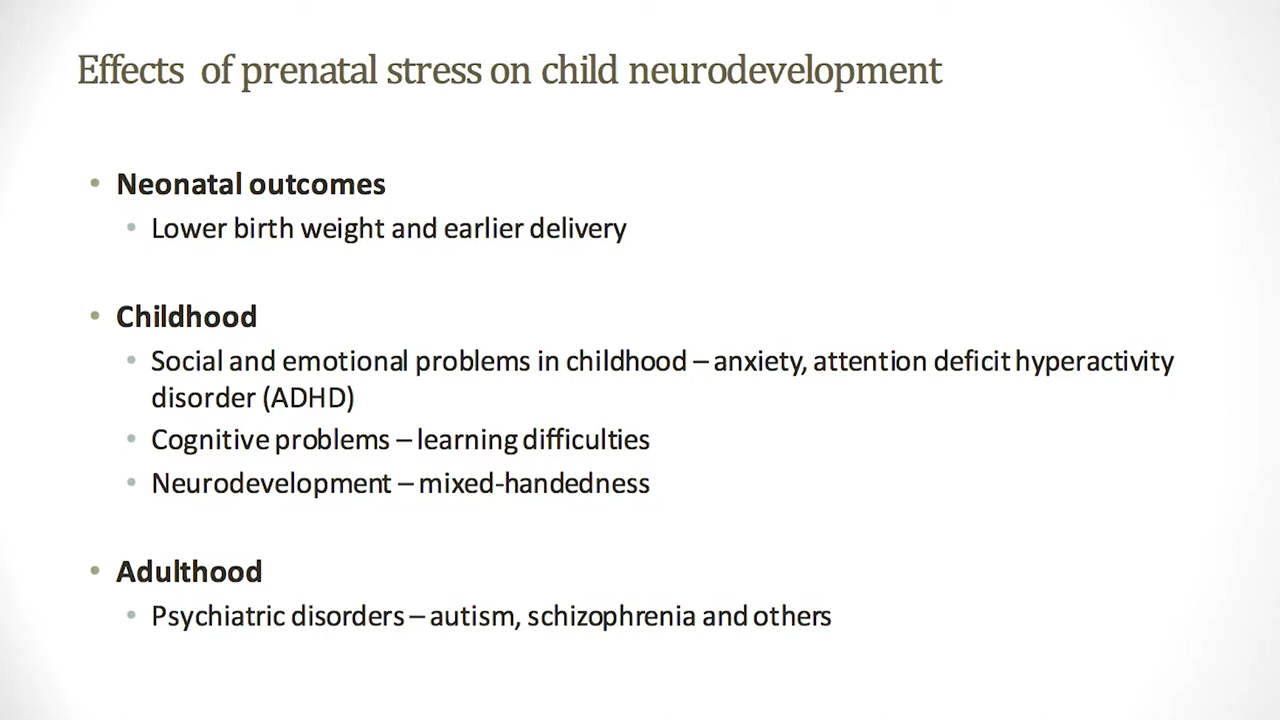 Effects of prenatal stress on child neurodevelopment
• Neonatal outcomes
• Lower birth weight and earlier delivery
• Childhood
• Social and emotional problems in childhood – anxiety, attention deficit hyperactivity
disorder (ADHD)
• Cognitive problems – learning difficulties
• Neurodevelopment – mixed-handedness
• Adulthood
• Psychiatric disorders – autism, schizophrenia and others